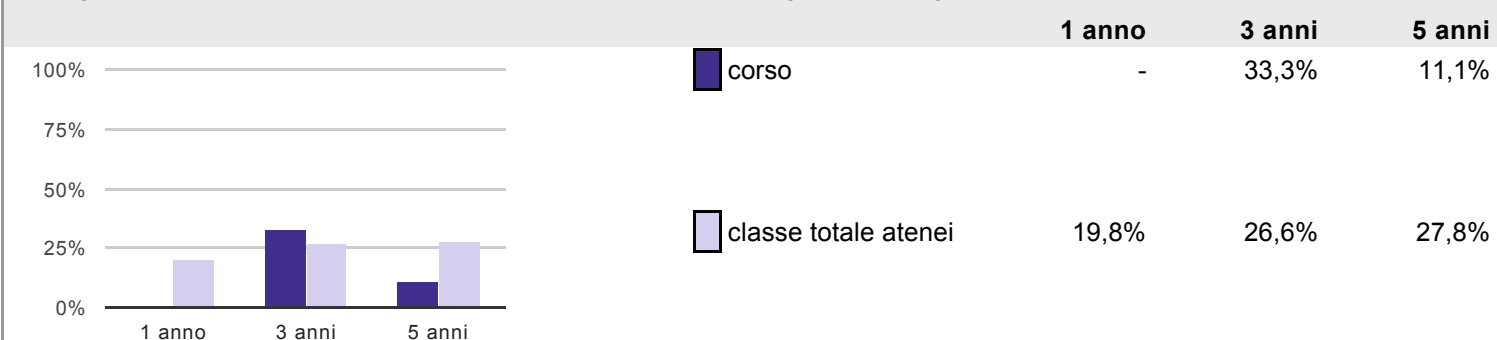 1 anno 3 anni 5 anni
100%
75%
50%
25%
0%
1 anno 3 anni 5 anni
corso - 33,3% 11,1%
classe totale atenei 19,8% 26,6% 27,8%